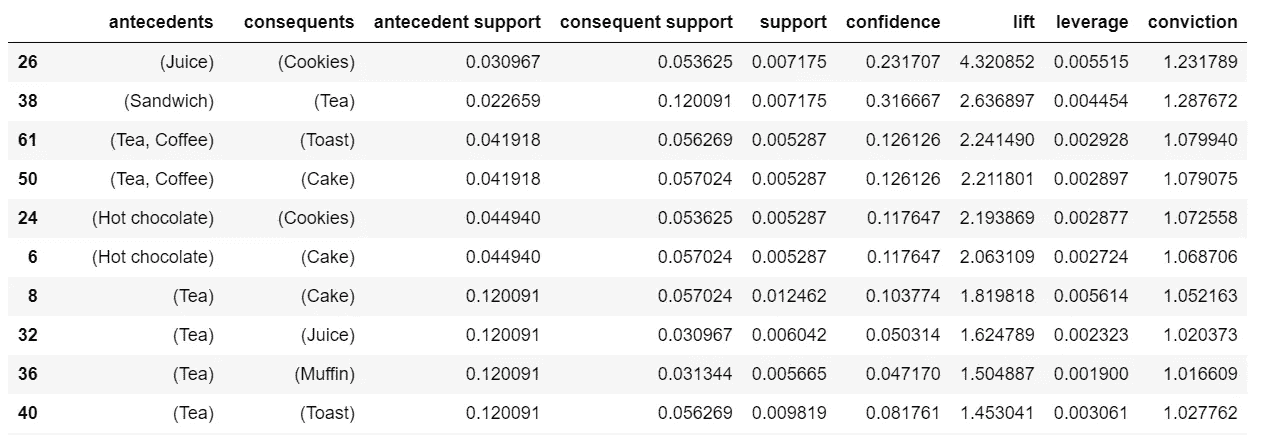 antecedents consequents antecedent support consequent support support confidence lift leverage conviction
26 (Juice) (Cookies) 0.030967 0.053625 0.007175 0.231707 4.320852 0.005515 1.231789
38 (Sandwich) (Tea) 0.022659 0.120091 0.007175 0.316667 2.636897 0.004454 1.287672
61 (Tea, Coffee) (Toast) 0.041918 0.056269 0.005287 0.126126 2.241490 0.002928 1.079940
50 (Tea, Coffee) (Cake) 0.041918 0.057024 0.005287 0.126126 2.211801 0.002897 1.079075
24 (Hot chocolate) (Cookies) 0.044940 0.053625 0.005287 0.117647 2.193869 0.002877 1.072558
6 (Hot chocolate) (Cake) 0.044940 0.057024 0.005287 0.117647 2.063109 0.002724 1.068706
8 (Tea) (Cake) 0.120091 0.057024 0.012462 0.103774 1.819818 0.005614 1.052163
32 (Tea) (Juice) 0.120091 0.030967 0.006042 0.050314 1.624789 0.002323 1.020373
36 (Tea) (Muffin) 0.120091 0.031344 0.005665 0.047170 1.504887 0.001900 1.016609
40 (Tea) (Toast) 0.120091 0.056269 0.009819 0.081761 1.453041 0.003061 1.027762